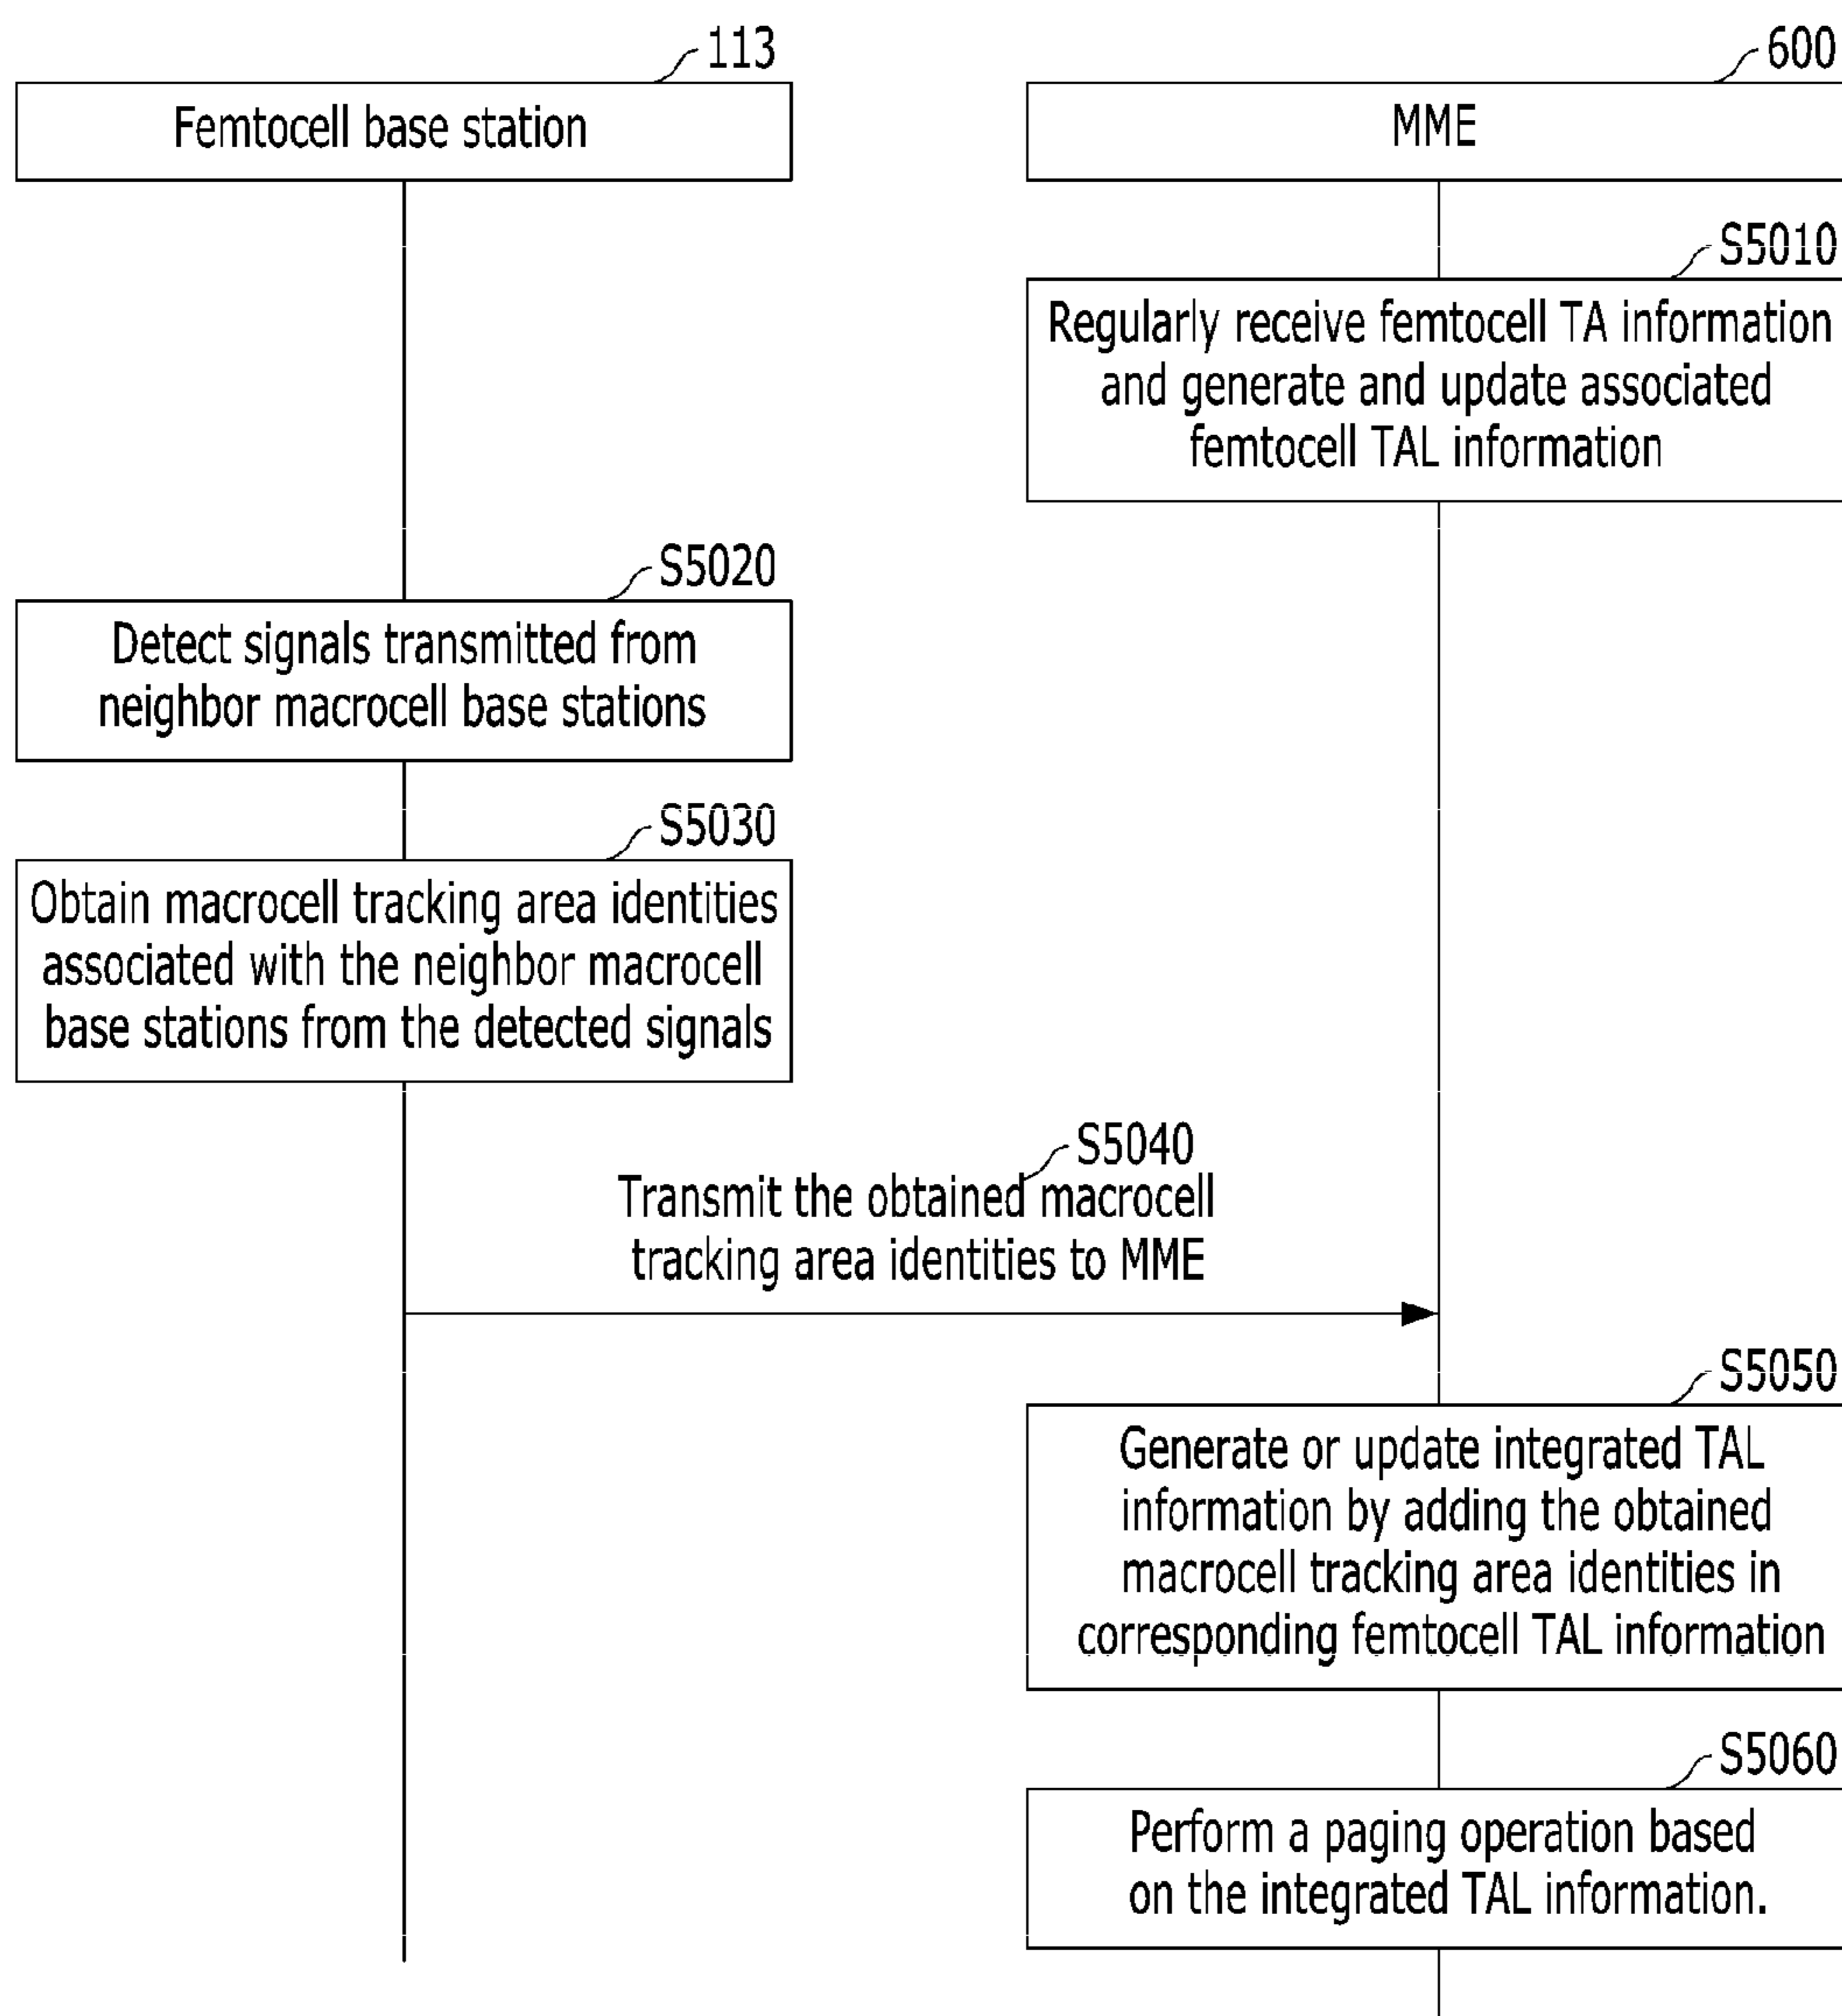 113
Femtocell base station
600
MME
S5010
Regularly receive femtocell TA information
and generate and update associated
femtocell TAL information
S5020
Detect signals transmitted from
neighbor macrocell base stations
S5030
Obtain macrocell tracking area identities
associated with the neighbor macrocell
base stations from the detected signals
S5040
Transmit the obtained macrocell
tracking area identities to MME
S5050
Generate or update integrated TAL
information by adding the obtained
macrocell tracking area identities in
corresponding femtocell TAL information
S5060
Perform a paging operation based
on the integrated TAL information.